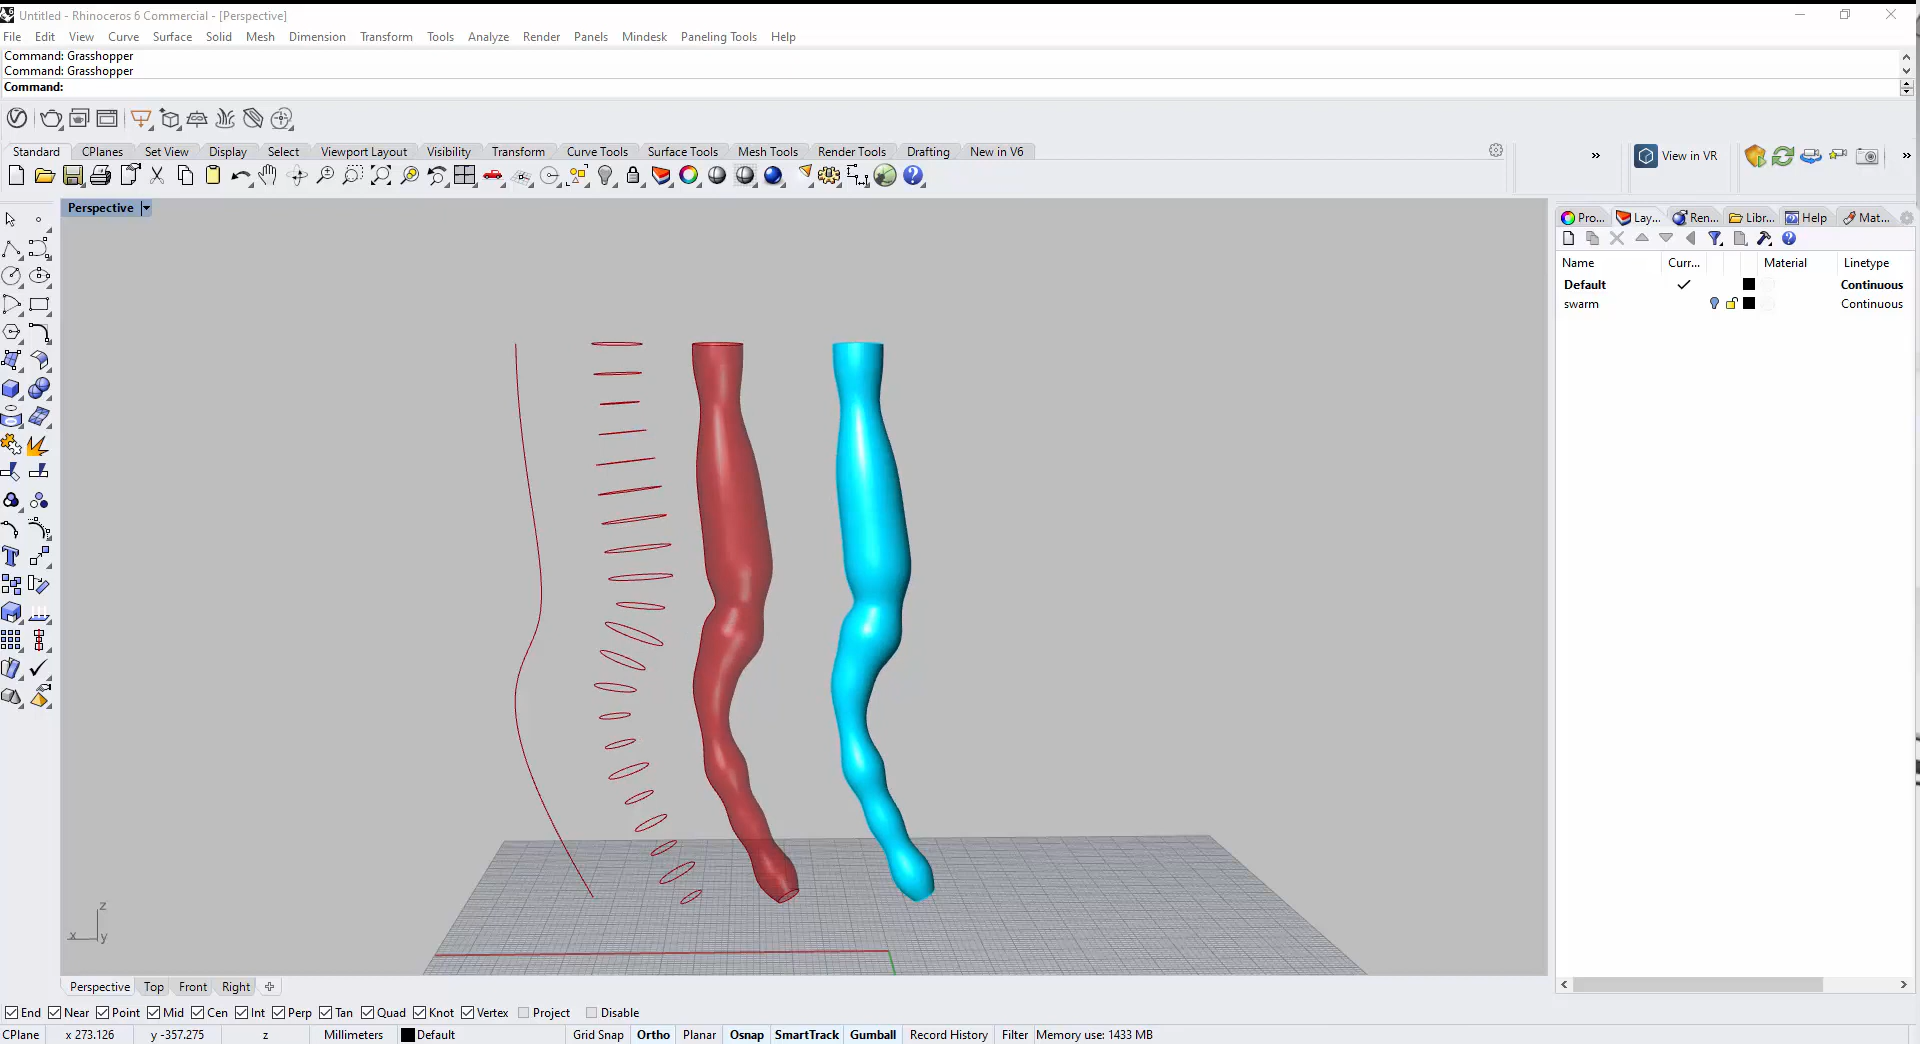 Untitled - Rhinoceros 6 Commercial - [Perspective]
File Edit View Curve Surface Solid Mesh Dimension Transform Tools Analyze Render Panels Mindesk Paneling Tools Help
Command: Grasshopper
Command: Grasshopper
Command:
Standard CPlanes Set View Display Select Viewport Layout Visibility Transform Curve Tools Surface Tools Mesh Tools Render Tools Drafting New in V6
» View in VR »
Perspective
Pro... Lay... Ren... Libr... Help Mat...
Name Curr... Material Linetype
Default Continuous
swarm Continuous
z
x y
Perspective Top Front Right
End Near Point Mid Cen Int Perp Tan Quad Knot Vertex Project Disable
CPlane x 273.126 y -357.275 z Millimeters Default Grid Snap Ortho Planar Osnap SmartTrack Gumball Record History Filter Memory use: 1433 MB